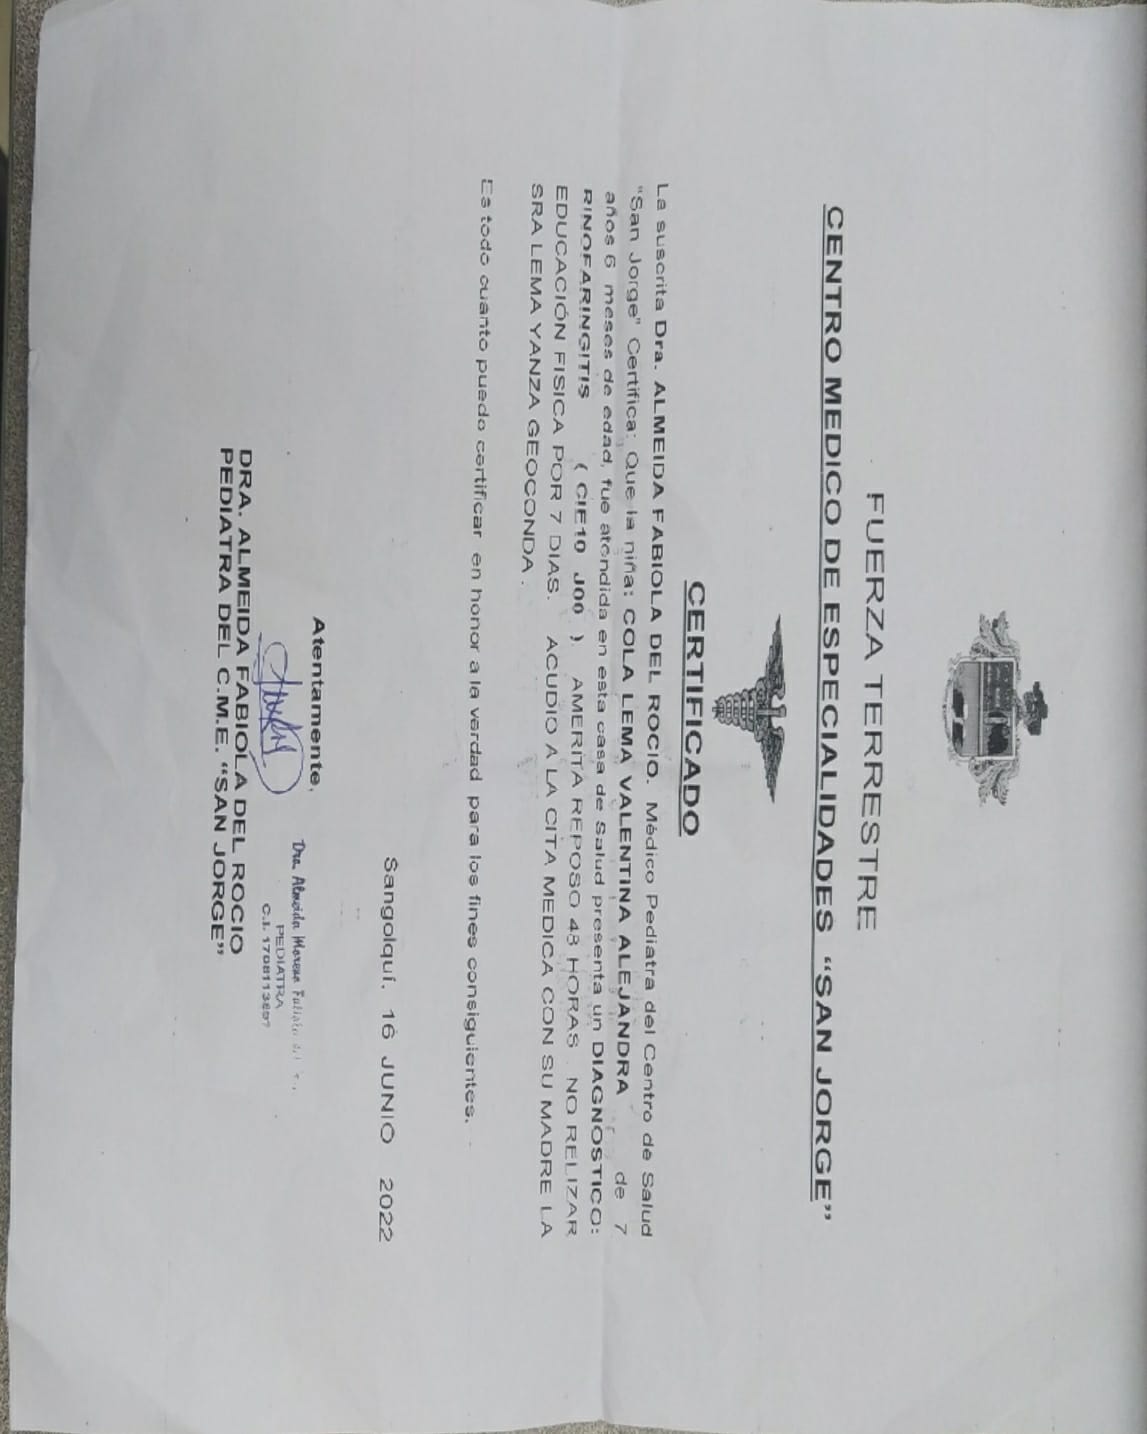 FUERZA TERRESTRE
CENTRO MEDICO DE ESPECIALIDADES "SAN JORGE"
CERTIFICADO
La suscrita Dra. ALMEIDA FABIOLA DEL ROCIO. Médico Pediatra del Centro de Salud
"San Jorge" Certifica: Que la niña: COLA LEMA VALENTINA ALEJANDRA de 7
años 6 meses de edad, fue atendida en esta casa de Salud presenta un DIAGNOSTICO:
RINOFARINGITIS ( CIE10 J00 ). AMERITA REPOSO 48 HORAS . NO RELIZAR
EDUCACIÓN FISICA POR 7 DIAS. ACUDIO A LA CITA MEDICA CON SU MADRE LA
SRA LEMA YANZA GEOCONDA .
Es todo cuanto puedo certificar en honor a la verdad para los fines consiguientes.
Sangolquí. 16 JUNIO 2022
Atentamente,
Dra. Almeida Moreno Fabiola del
PEDIATRA
C.I.
DRA. ALMEIDA FABIOLA DEL ROCIO
PEDIATRA DEL C.M.E. "SAN JORGE"